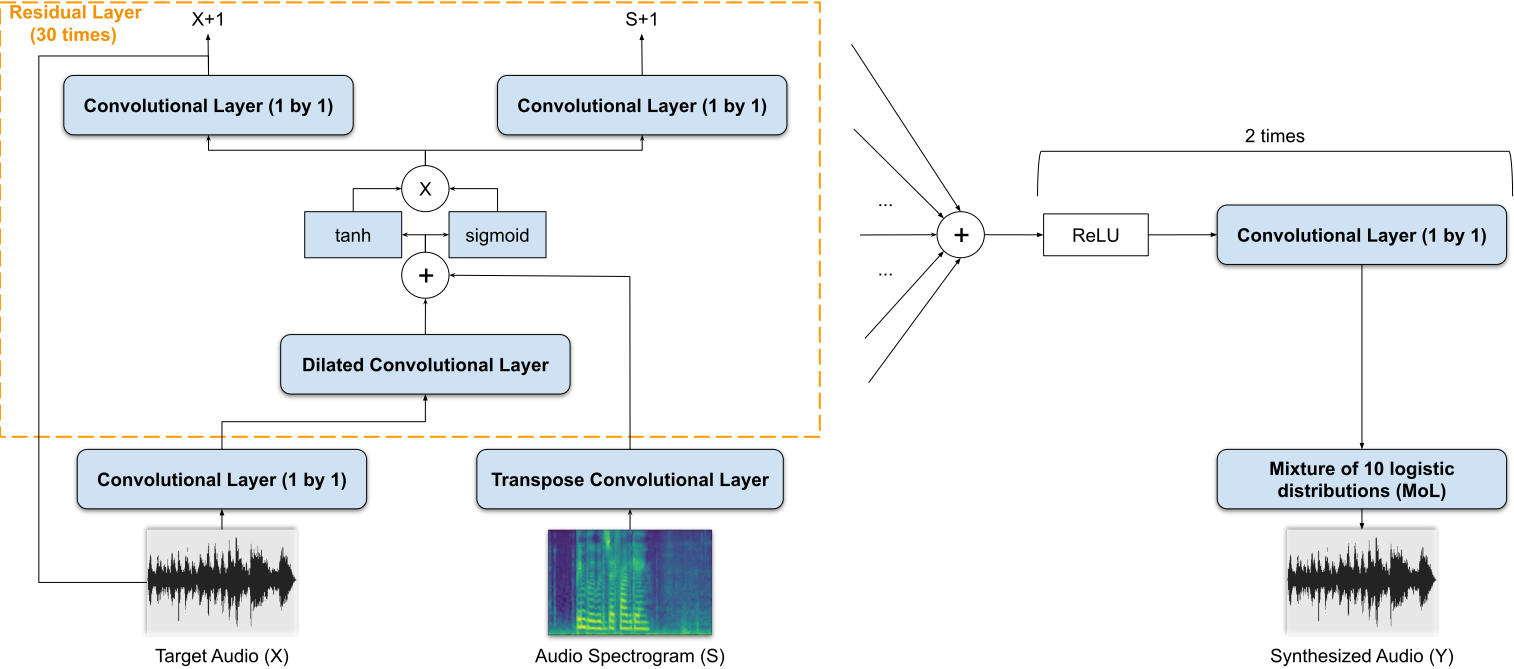 Residual Layer
(30 times)
X+1
S+1
Convolutional Layer (1 by 1)
Convolutional Layer (1 by 1)
X
tanh
sigmoid
+
Dilated Convolutional Layer
Convolutional Layer (1 by 1)
Transpose Convolutional Layer
Target Audio (X)
Audio Spectrogram (S)
...
...
+
ReLU
2 times
Convolutional Layer (1 by 1)
Mixture of 10 logistic
distributions (MoL)
Synthesized Audio (Y)